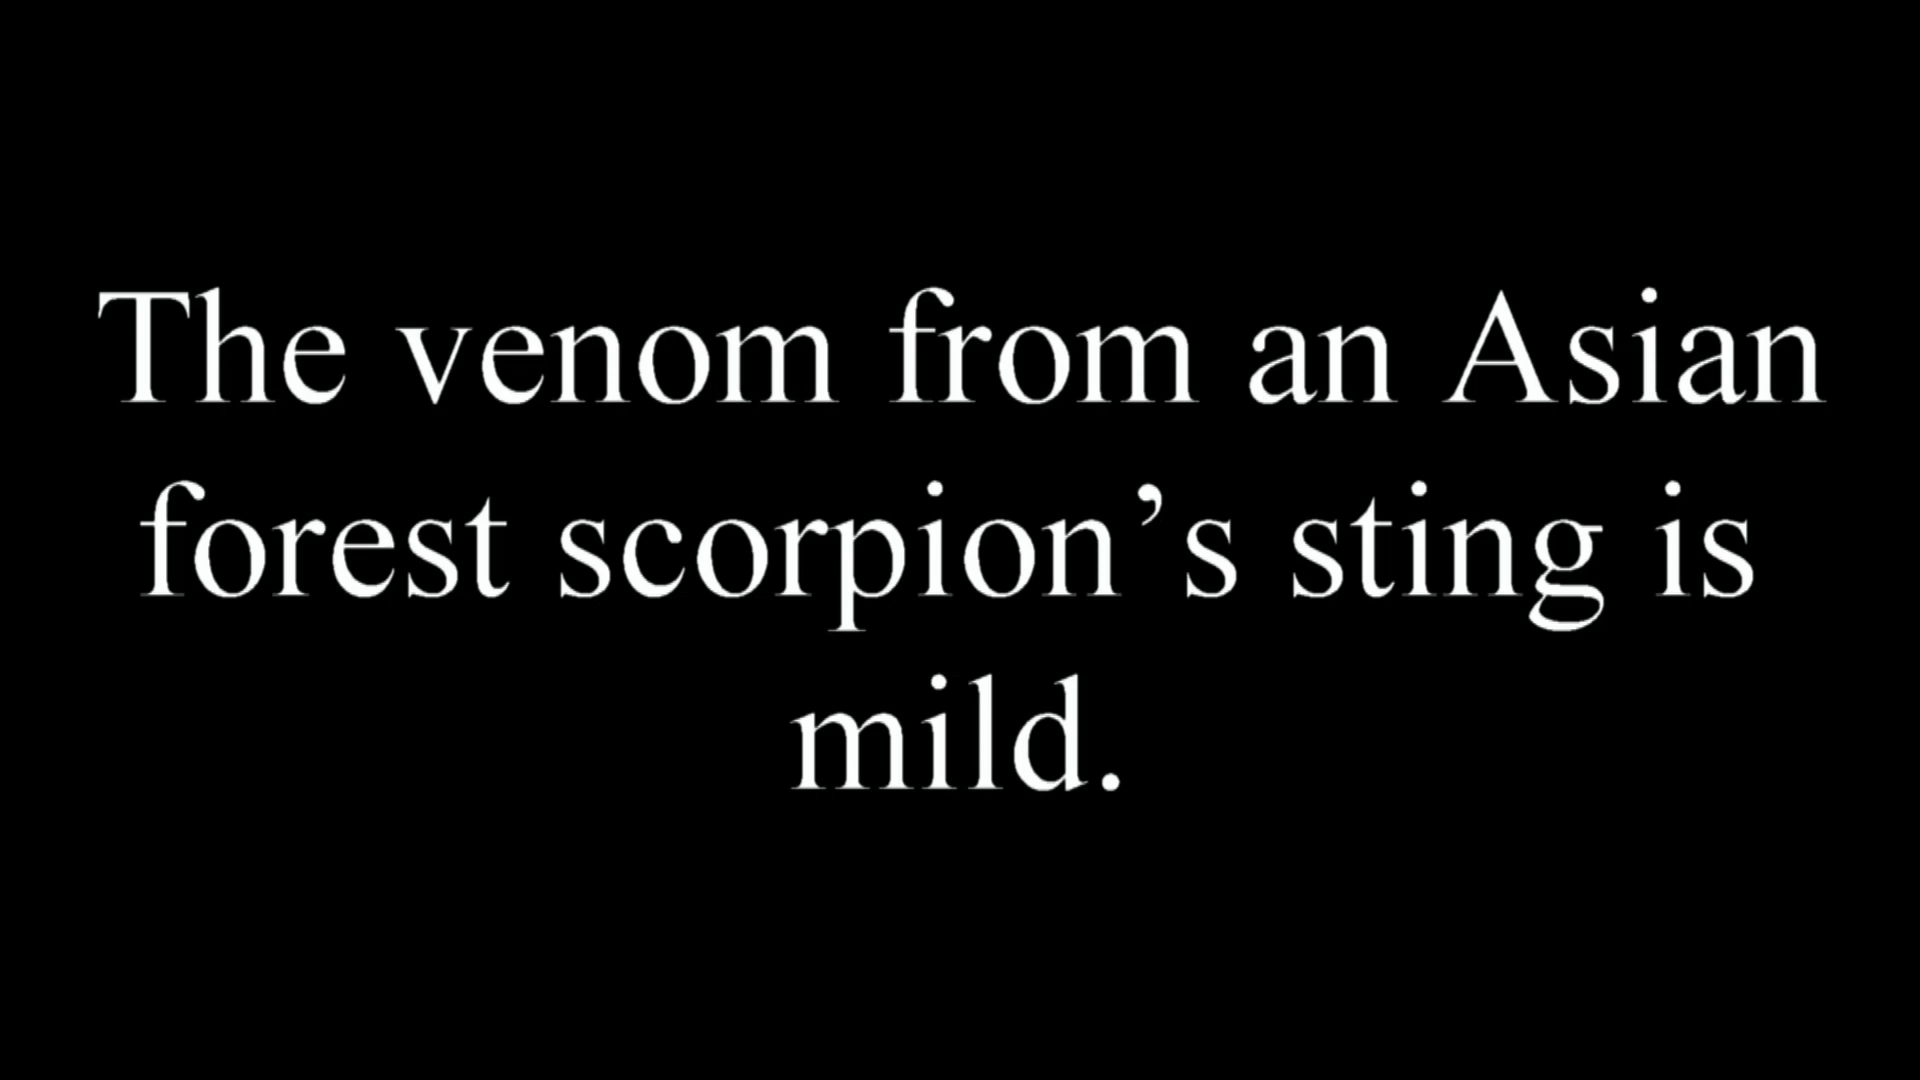 The venom from an Asian
forest scorpion’s sting is
mild.